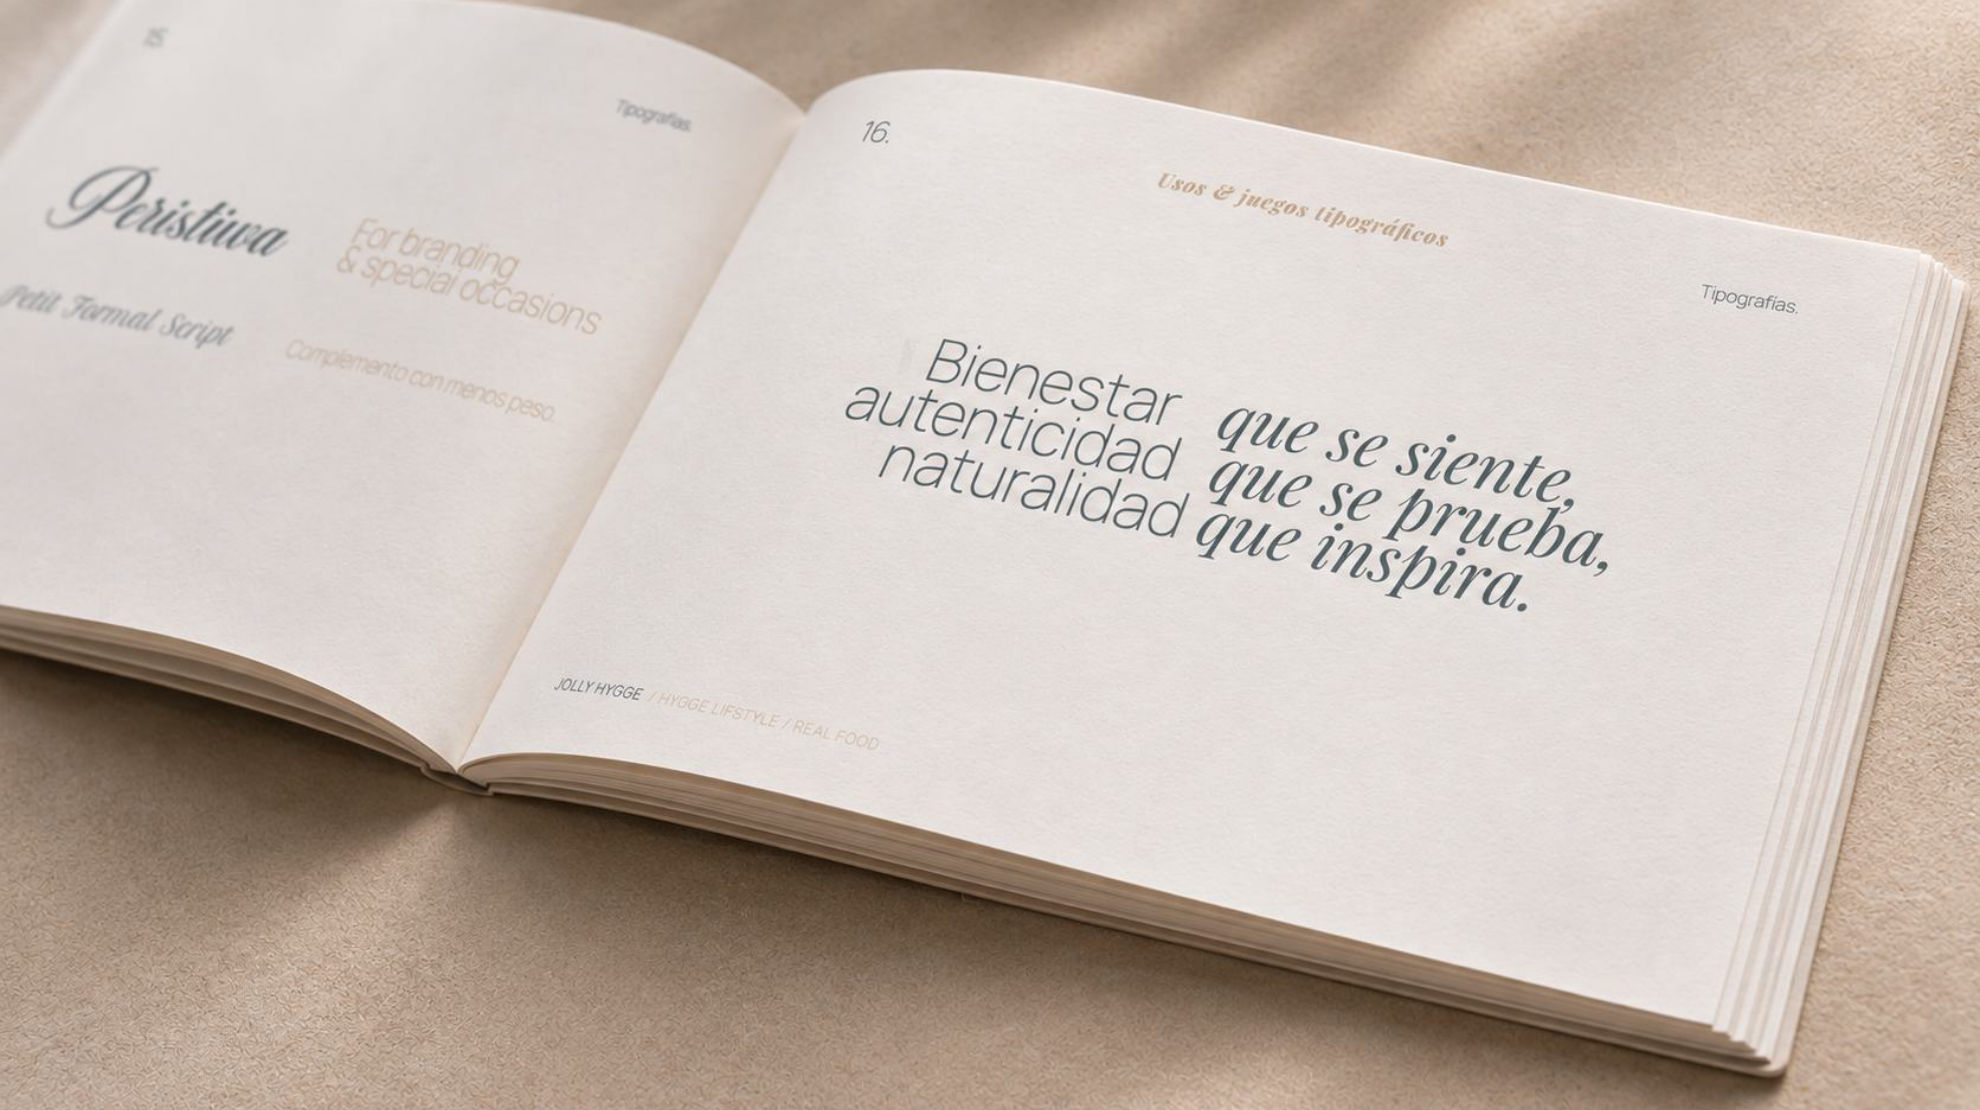 15.
Tipografías.
Peristiwa
For branding
& special occasions
Petit Formal Script
Complemento con menos peso.
16.
Usos & juegos tipográficos
Tipografías.
Bienestar que se siente,
autenticidad que se prueba,
naturalidad que inspira.
JOLLY HYGGE / HYGGE LIFSTYLE / REAL FOOD